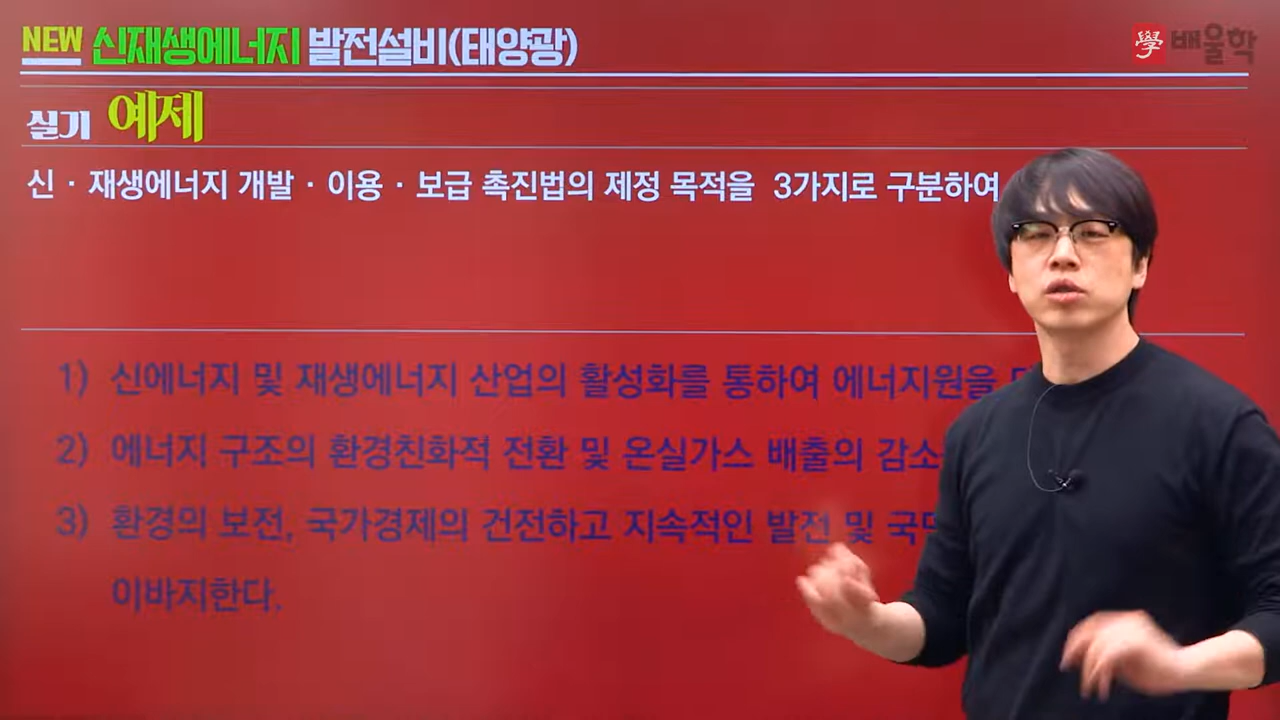 NEW 신재생에너지 발전설비(태양광)
學 배울학
실기 예제
신 · 재생에너지 개발 · 이용 · 보급 촉진법의 제정 목적을 3가지로 구분하여
1) 신에너지 및 재생에너지 산업의 활성화를 통하여 에너지원을
2) 에너지 구조의 환경친화적 전환 및 온실가스 배출의 감소
3) 환경의 보전, 국가경제의 건전하고 지속적인 발전 및
이바지한다.